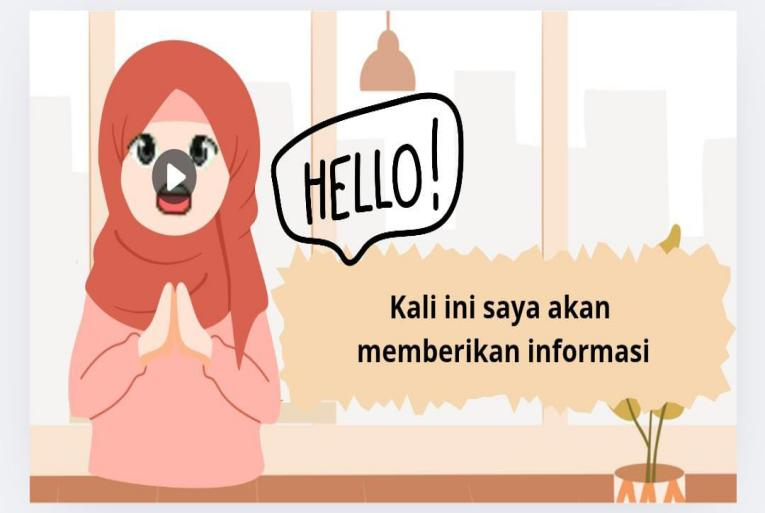 HELLO!
Kali ini saya akan
memberikan informasi